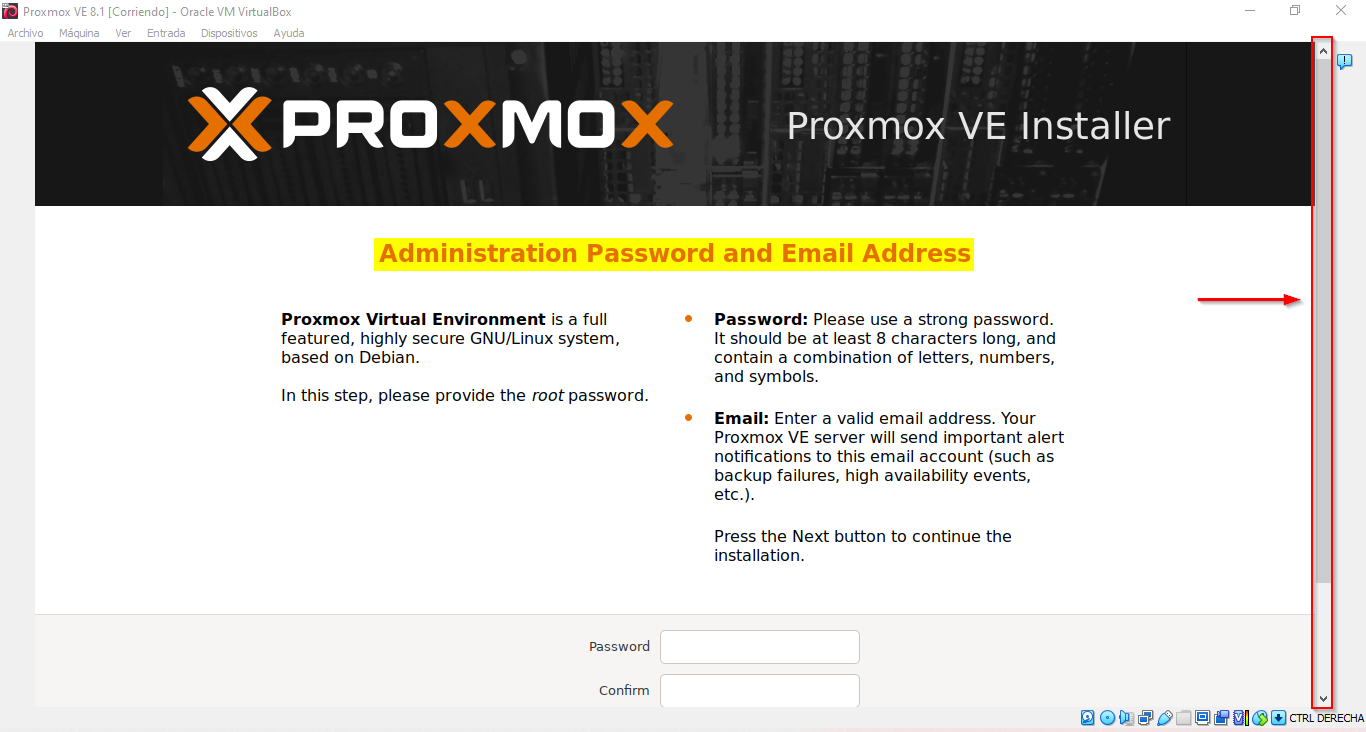 Proxmox VE 8.1 [Corriendo] - Oracle VM VirtualBox
Archivo Máquina Ver Entrada Dispositivos Ayuda
PROXMOX
Proxmox VE Installer
Administration Password and Email Address
Proxmox Virtual Environment is a full
featured, highly secure GNU/Linux system,
based on Debian.
In this step, please provide the root password.
• Password: Please use a strong password.
It should be at least 8 characters long, and
contain a combination of letters, numbers,
and symbols.
• Email: Enter a valid email address. Your
Proxmox VE server will send important alert
notifications to this email account (such as
backup failures, high availability events,
etc.).
Press the Next button to continue the
installation.
Password
Confirm
CTRL DERECHA